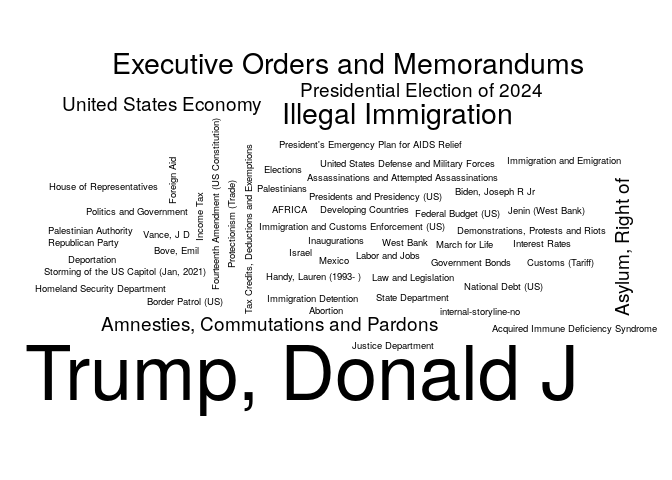 Executive Orders and Memorandums
Presidential Election of 2024
United States Economy
Illegal Immigration
President's Emergency Plan for AIDS Relief
Elections
United States Defense and Military Forces
Immigration and Emigration
Foreign Aid
Fourteenth Amendment (US Constitution)
Tax Credits, Deductions and Exemptions
Assassinations and Attempted Assassinations
House of Representatives
Palestinians
Presidents and Presidency (US)
Biden, Joseph R Jr
Income Tax
Protectionism (Trade)
Asylum, Right of
Politics and Government
AFRICA
Developing Countries
Federal Budget (US)
Jenin (West Bank)
Palestinian Authority
Vance, J D
Immigration and Customs Enforcement (US)
Demonstrations, Protests and Riots
Republican Party
Inaugurations
West Bank
March for Life
Interest Rates
Bove, Emil
Israel
Labor and Jobs
Deportation
Mexico
Government Bonds
Customs (Tariff)
Storming of the US Capitol (Jan, 2021)
Handy, Lauren (1993- )
Law and Legislation
Homeland Security Department
National Debt (US)
Border Patrol (US)
Immigration Detention
State Department
Abortion
internal-storyline-no
Amnesties, Commutations and Pardons
Acquired Immune Deficiency Syndrome
Justice Department
Trump, Donald J